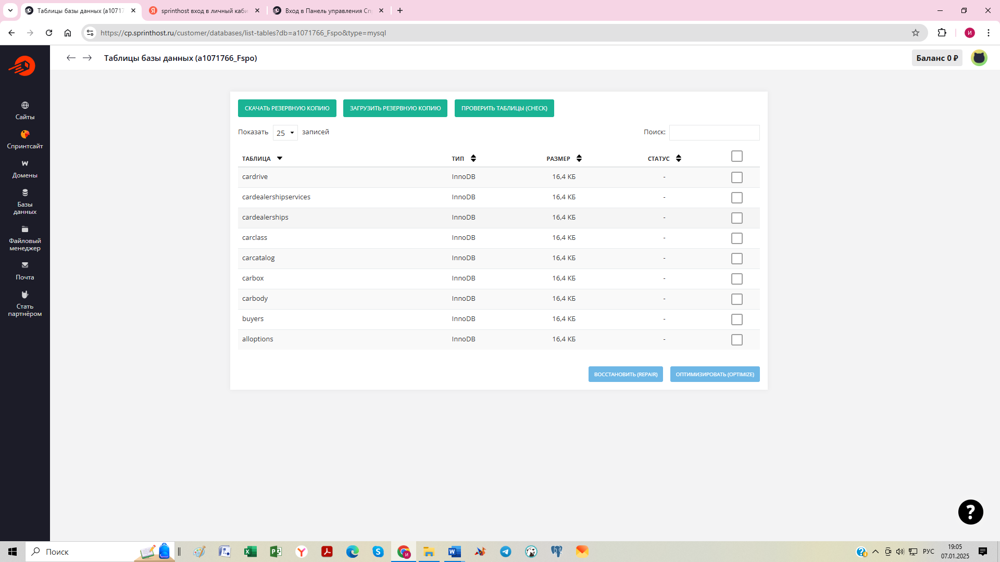 Таблицы базы данных (a10717
sprinthost вход в личный каби
Вход в Панель управления Сп
https://cp.sprinthost.ru/customer/databases/list-tables?db=a1071766_Fspo&type=mysql
И
Таблицы базы данных (a1071766_Fspo)
Баланс 0 ₽
Сайты
Спринтсайт
Домены
Базы
данных
Файловый
менеджер
Почта
Стать
партнёром
СКАЧАТЬ РЕЗЕРВНУЮ КОПИЮ
ЗАГРУЗИТЬ РЕЗЕРВНУЮ КОПИЮ
ПРОВЕРИТЬ ТАБЛИЦЫ (CHECK)
Показать 25 записей
Поиск:
ТАБЛИЦА ТИП РАЗМЕР СТАТУС
cardrive InnoDB 16,4 КБ -
cardealershipservices InnoDB 16,4 КБ -
cardealerships InnoDB 16,4 КБ -
carclass InnoDB 16,4 КБ -
carcatalog InnoDB 16,4 КБ -
carbox InnoDB 16,4 КБ -
carbody InnoDB 16,4 КБ -
buyers InnoDB 16,4 КБ -
alloptions InnoDB 16,4 КБ -
ВОССТАНОВИТЬ (REPAIR)
ОПТИМИЗИРОВАТЬ (OPTIMIZE)
?
Поиск
РУС
19:05
07.01.2025